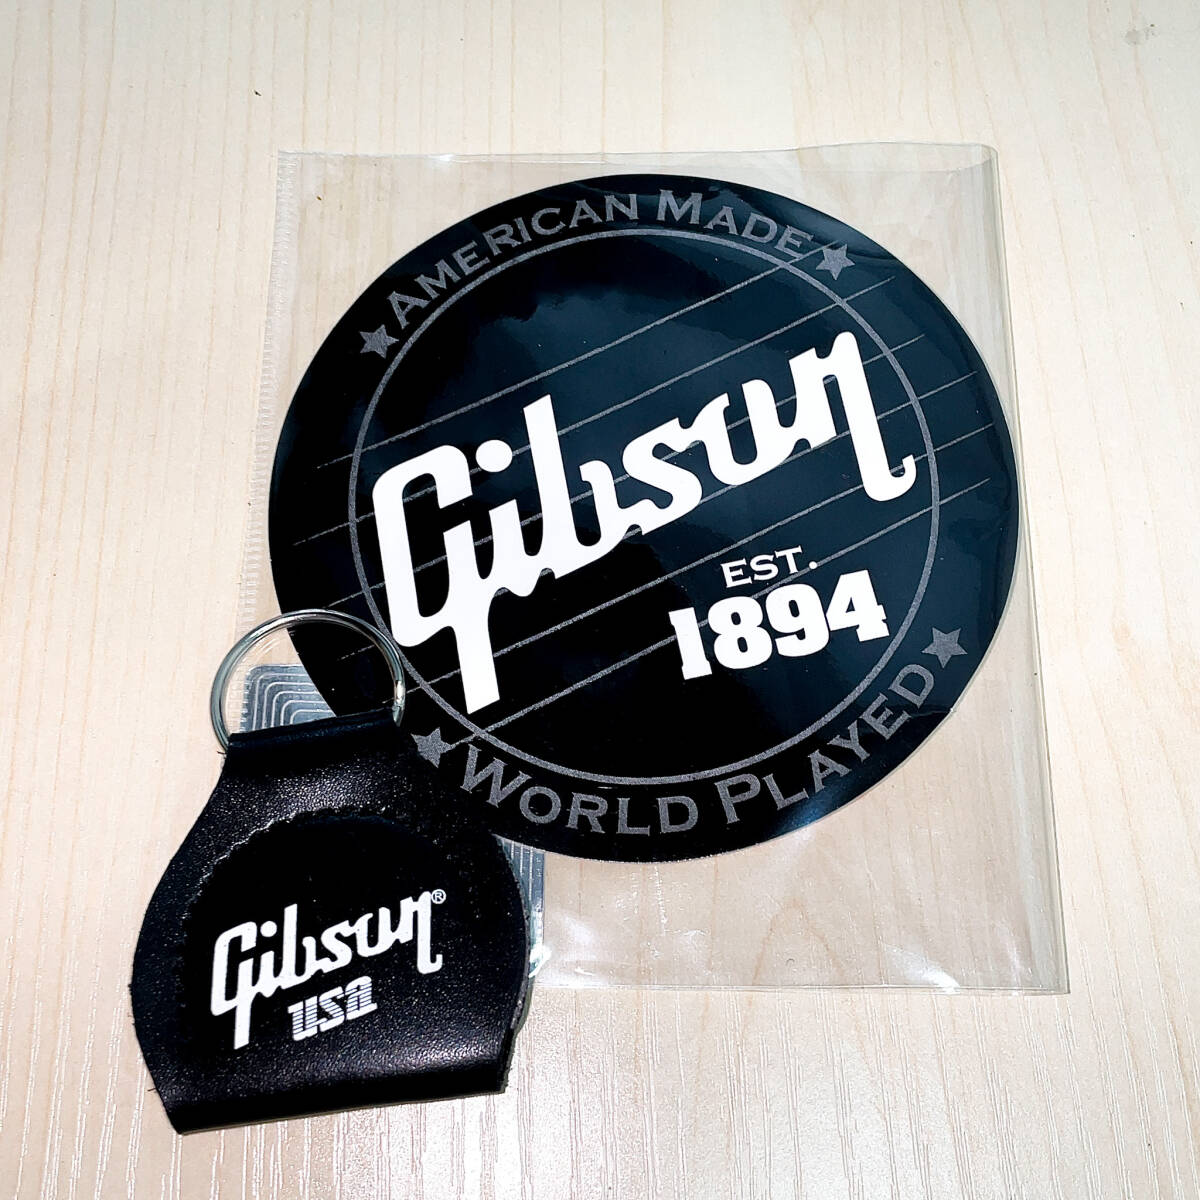 AMERICAN MADE
Gibson
EST.
1894
WORLD PLAYED
Gibson®
USA